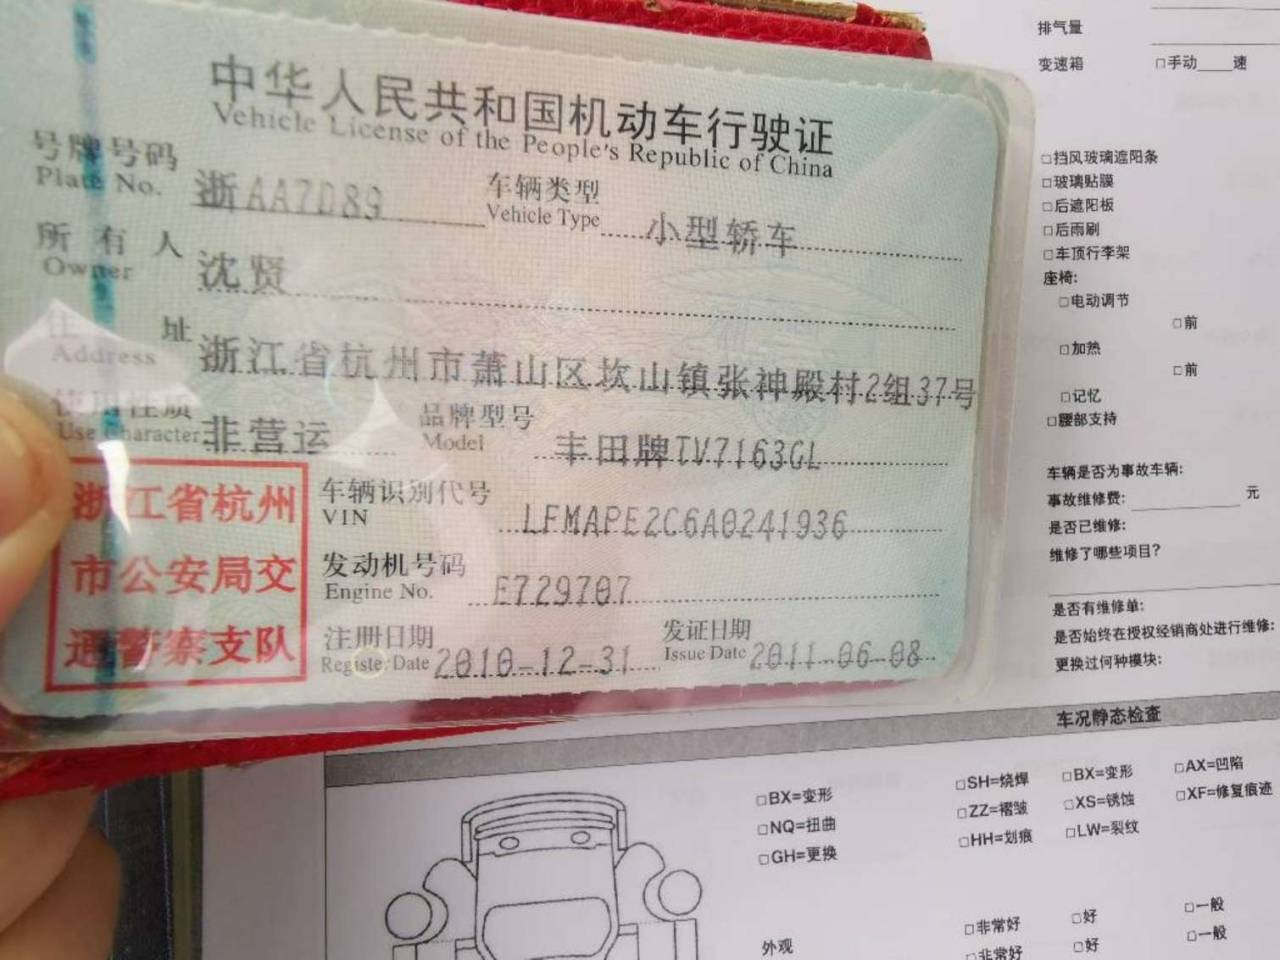 中华人民共和国机动车行驶证
Vehicle License of the People's Republic of China
号牌号码 浙AA7D89 车辆类型 小型轿车
Plate No. Vehicle Type
所有人 沈贤
Owner
住址 浙江省杭州市萧山区坎山镇张神殿村2组37号
Address
使用性质 非营运 品牌型号 丰田牌TV7163GL
Use Character Model
浙江省杭州
市公安局交
通警察支队
车辆识别代号 LFMAPE2C6A0241936
VIN
发动机号码 E729707
Engine No.
注册日期 2010-12-31 发证日期 2011-06-08
Register Date Issue Date
排气量
变速箱 □手动____速
□挡风玻璃遮阳条
□玻璃贴膜
□后遮阳板
□后雨刷
□车顶行李架
座椅:
□电动调节
□前
□加热
□前
□记忆
□腰部支持
车辆是否为事故车辆:
事故维修费: 元
是否已维修:
维修了哪些项目?
是否有维修单:
是否始终在授权经销商处进行维修:
更换过何种模块:
车况静态检查
□BX=变形 □SH=烧焊 □BX=变形 □AX=凹陷
□NQ=扭曲 □ZZ=褶皱 □XS=锈蚀 □XF=修复痕迹
□GH=更换 □HH=划痕 □LW=裂纹
外观 □非常好 □好 □一般
□非常好 □好 □一般